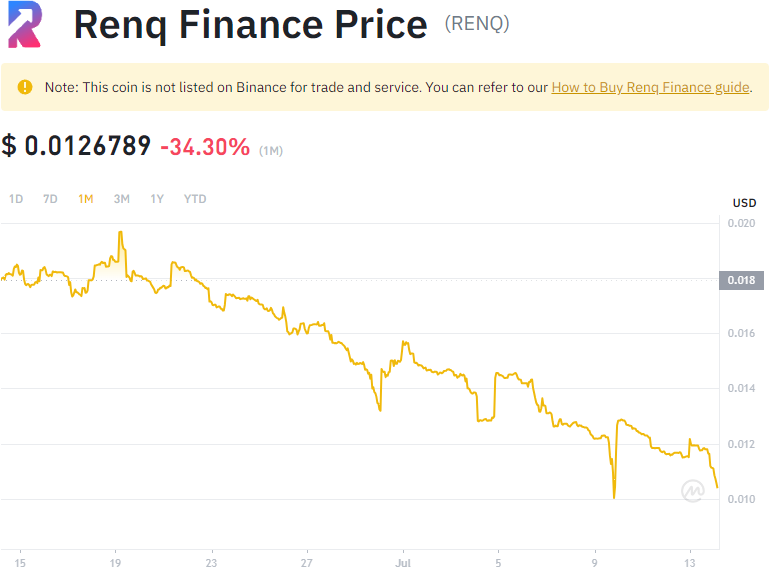 Renq Finance Price (RENQ)
Note: This coin is not listed on Binance for trade and service. You can refer to our How to Buy Renq Finance guide.
$ 0.0126789 -34.30% (1M)
1D 7D 1M 3M 1Y YTD
USD
0.020
0.018
0.016
0.014
0.012
0.010
15 19 23 27 Jul 5 9 13